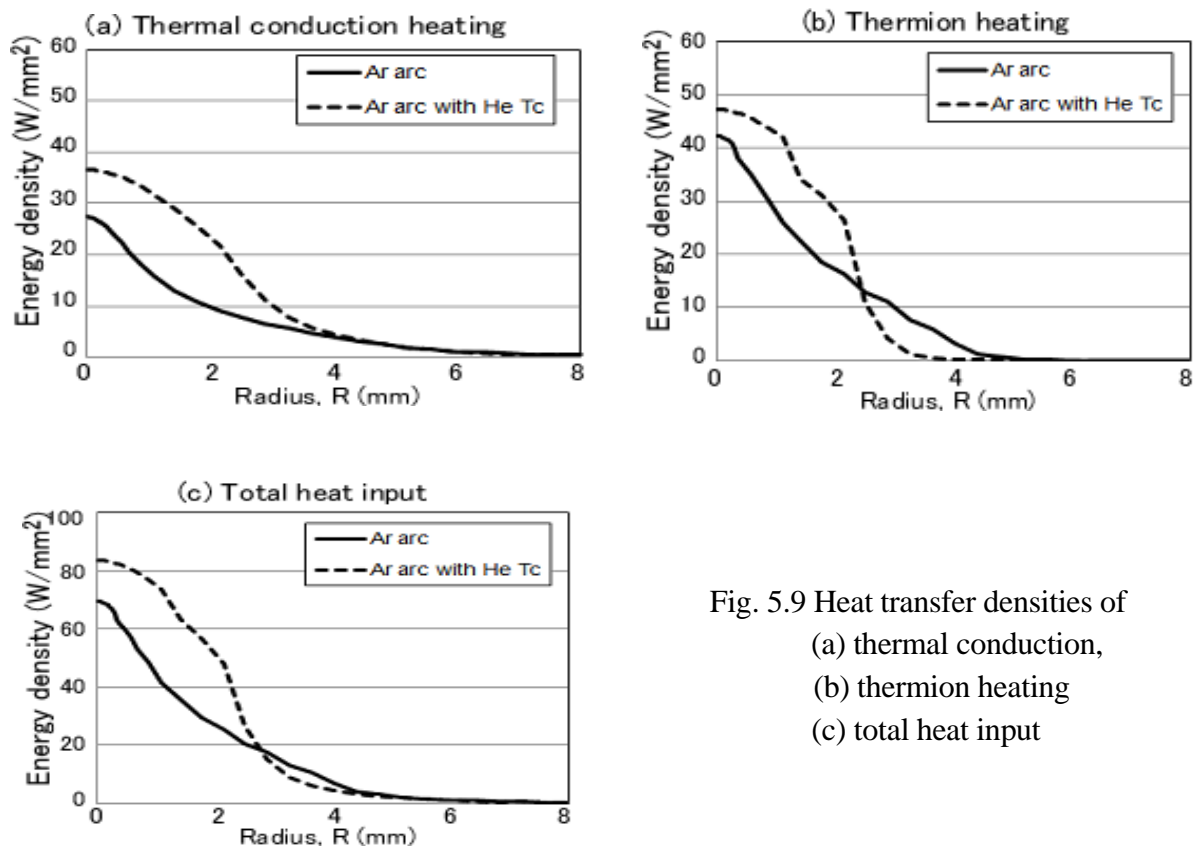 (a) Thermal conduction heating
60
50
40
30
20
10
0
Energy density (W/mm²)
Ar arc
Ar arc with He Tc
0 2 4 6 8
Radius, R (mm)
(b) Thermion heating
60
50
40
30
20
10
0
Energy density (W/mm²)
Ar arc
Ar arc with He Tc
0 2 4 6 8
Radius, R (mm)
(c) Total heat input
100
80
60
40
20
0
Energy density (W/mm²)
Ar arc
Ar arc with He Tc
0 2 4 6 8
Radius, R (mm)
Fig. 5.9 Heat transfer densities of
(a) thermal conduction,
(b) thermion heating
(c) total heat input